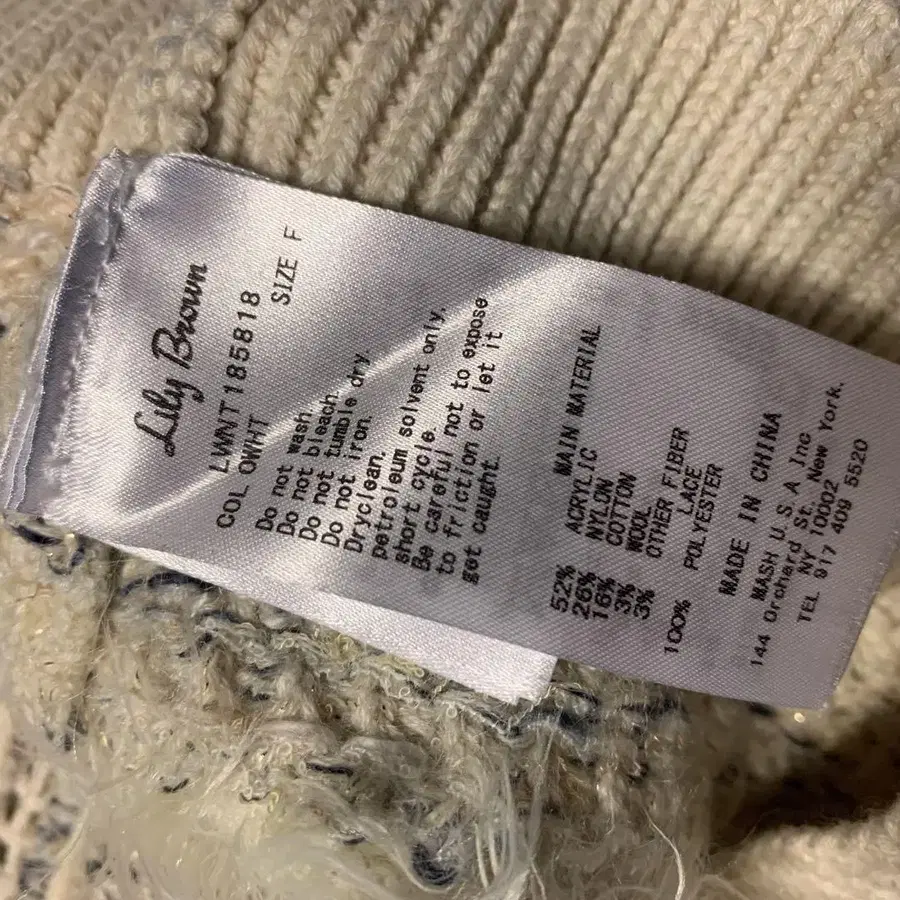 Lily Brown
LWNT185818
COL OWHT SIZE F
Do not wash.
Do not bleach.
Do not tumble dry.
Do not iron.
Dryclean.
petroleum solvent only.
short cycle.
Be careful not to expose
to friction or let it
get caught.
MAIN MATERIAL
52% ACRYLIC
26% NYLON
16% COTTON
3% WOOL
3% OTHER FIBER
LACE
100% POLYESTER
MADE IN CHINA
MASH U.S.A Inc
144 Orchard St. New York.
NY 10002
TEL 917 409 5520